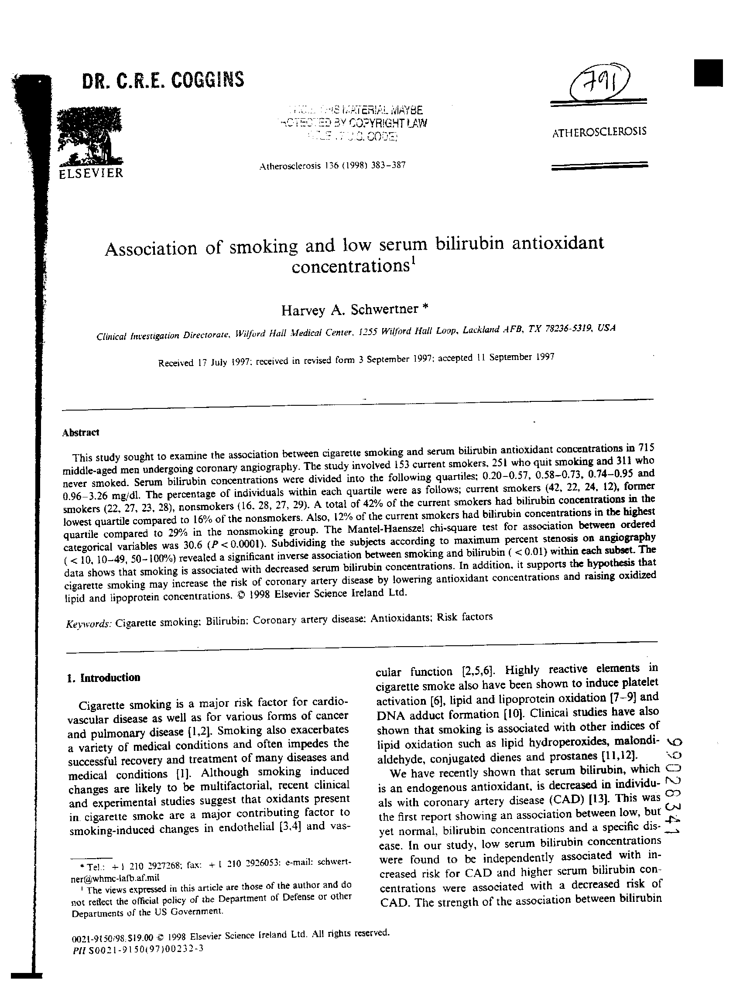 DR. C.R.E. COGGINS
791
MATERIAL MAYBE
BY COPYRIGHT LAW
CODE)
ELSEVIER
ATHEROSCLEROSIS
Atherosclerosis 136 (1998) 383-387
Association of smoking and low serum bilirubin antioxidant
concentrations¹
Harvey A. Schwertner *
Clinical Investigation Directorate, Wilford Hall Medical Center, 1255 Wilford Hall Loop, Lackland AFB, TX 78236-5319, USA
Received 17 July 1997; received in revised form 3 September 1997; accepted 11 September 1997
Abstract
This study sought to examine the association between cigarette smoking and serum bilirubin antioxidant concentrations in 715
middle-aged men undergoing coronary angiography. The study involved 153 current smokers, 251 who quit smoking and 311 who
never smoked. Serum bilirubin concentrations were divided into the following quartiles; 0.20–0.57, 0.58–0.73, 0.74–0.95 and
0.96–3.26 mg/dl. The percentage of individuals within each quartile were as follows; current smokers (42, 22, 24, 12), former
smokers (22, 27, 23, 28), nonsmokers (16, 28, 27, 29). A total of 42% of the current smokers had bilirubin concentrations in the
lowest quartile compared to 16% of the nonsmokers. Also, 12% of the current smokers had bilirubin concentrations in the highest
quartile compared to 29% in the nonsmoking group. The Mantel-Haenszel chi-square test for association between ordered
categorical variables was 30.6 (P < 0.0001). Subdividing the subjects according to maximum percent stenosis on angiography
( < 10, 10–49, 50–100%) revealed a significant inverse association between smoking and bilirubin ( < 0.01) within each subset. The
data shows that smoking is associated with decreased serum bilirubin concentrations. In addition, it supports the hypothesis that
cigarette smoking may increase the risk of coronary artery disease by lowering antioxidant concentrations and raising oxidized
lipid and lipoprotein concentrations. © 1998 Elsevier Science Ireland Ltd.
Keywords: Cigarette smoking; Bilirubin; Coronary artery disease; Antioxidants; Risk factors
1. Introduction
Cigarette smoking is a major risk factor for cardio-
vascular disease as well as for various forms of cancer
and pulmonary disease [1,2]. Smoking also exacerbates
a variety of medical conditions and often impedes the
successful recovery and treatment of many diseases and
medical conditions [1]. Although smoking induced
changes are likely to be multifactorial, recent clinical
and experimental studies suggest that oxidants present
in cigarette smoke are a major contributing factor to
smoking-induced changes in endothelial [3,4] and vas-
* Tel.: +1 210 2927268; fax: +1 210 2926053; e-mail: schwert-
ner@whmc-lafb.af.mil
¹ The views expressed in this article are those of the author and do
not reflect the official policy of the Department of Defense or other
Departments of the US Government.
cular function [2,5,6]. Highly reactive elements in
cigarette smoke also have been shown to induce platelet
activation [6], lipid and lipoprotein oxidation [7–9] and
DNA adduct formation [10]. Clinical studies have also
shown that smoking is associated with other indices of
lipid oxidation such as lipid hydroperoxides, malondi-
aldehyde, conjugated dienes and prostanes [11,12].
We have recently shown that serum bilirubin, which
is an endogenous antioxidant, is decreased in individu-
als with coronary artery disease (CAD) [13]. This was
the first report showing an association between low, but
yet normal, bilirubin concentrations and a specific dis-
ease. In our study, low serum bilirubin concentrations
were found to be independently associated with in-
creased risk for CAD and higher serum bilirubin con-
centrations were associated with a decreased risk of
CAD. The strength of the association between bilirubin
0021-9150/98 $19.00 © 1998 Elsevier Science Ireland Ltd. All rights reserved.
PII S0021-9150(97)00232-3